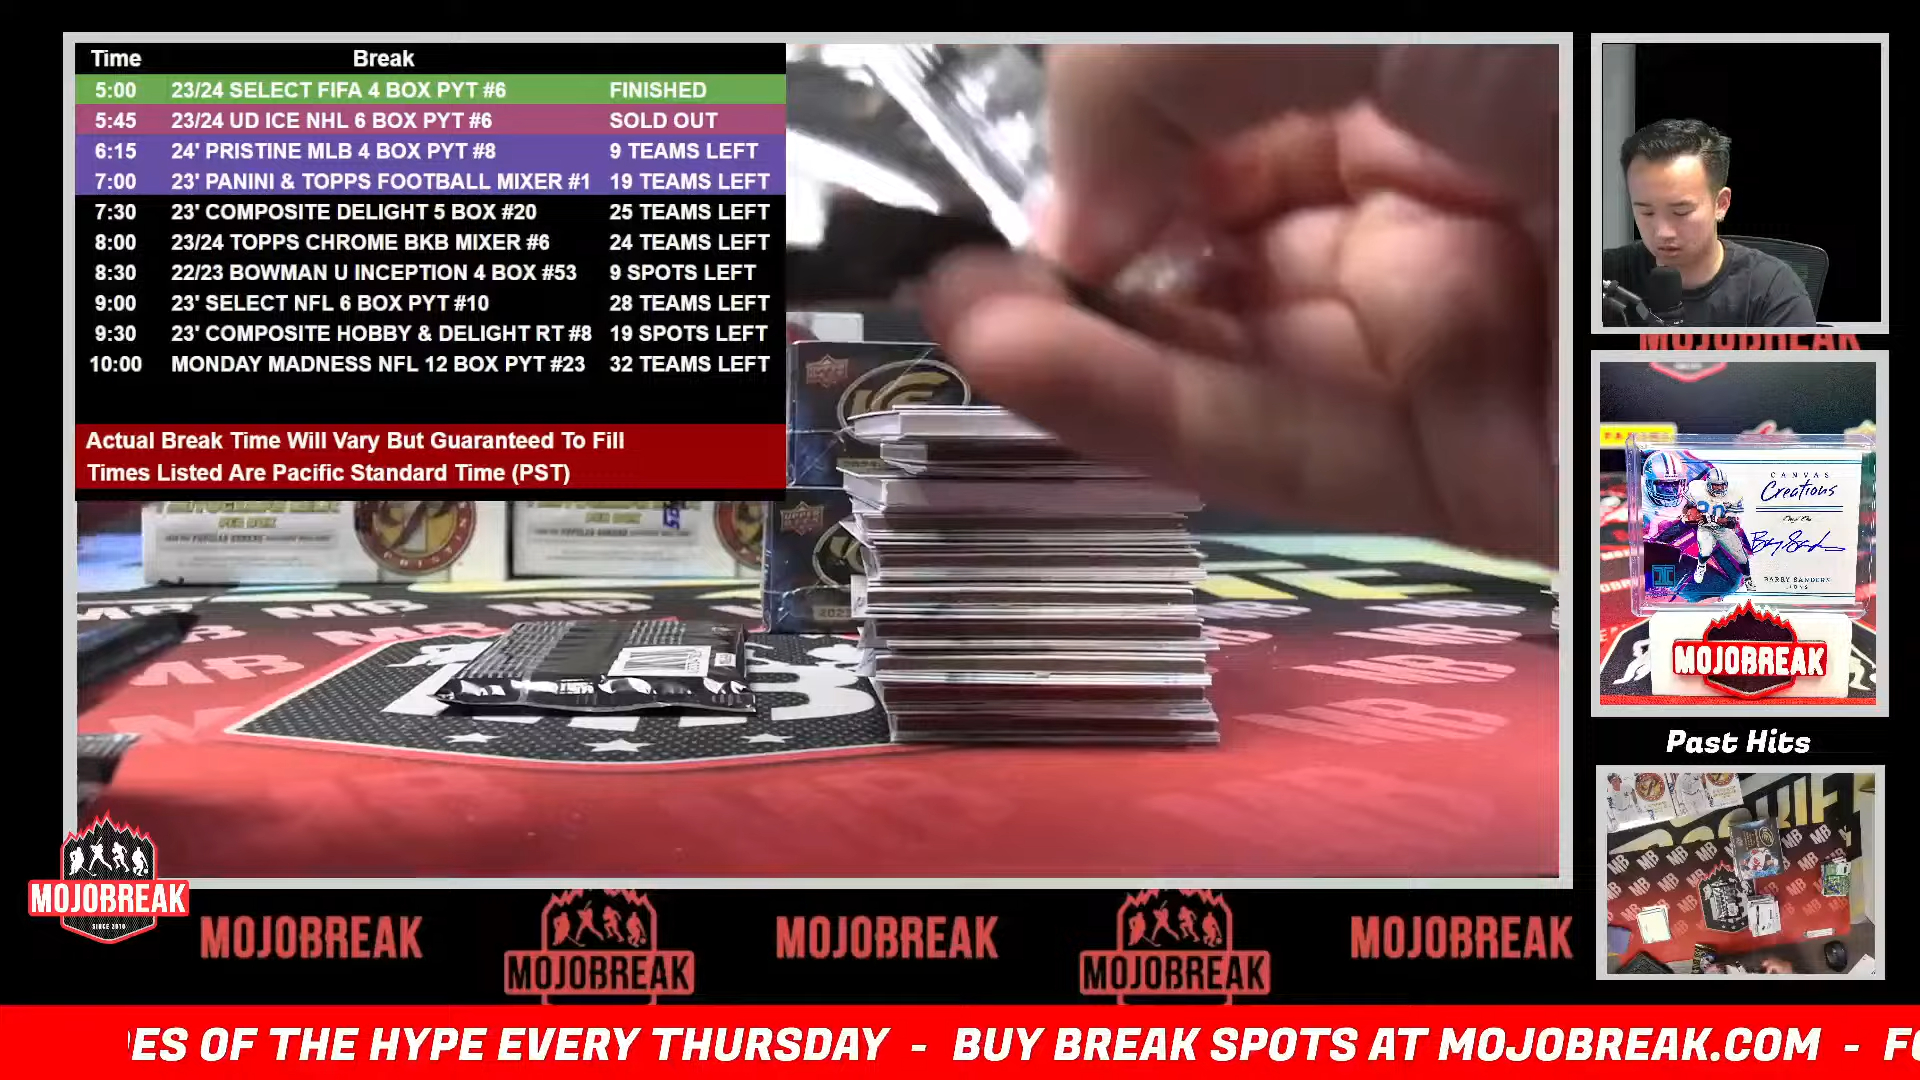 Time Break
5:00 23/24 SELECT FIFA 4 BOX PYT #6 FINISHED
5:45 23/24 UD ICE NHL 6 BOX PYT #6 SOLD OUT
6:15 24' PRISTINE MLB 4 BOX PYT #8 9 TEAMS LEFT
7:00 23' PANINI & TOPPS FOOTBALL MIXER #1 19 TEAMS LEFT
7:30 23' COMPOSITE DELIGHT 5 BOX #20 25 TEAMS LEFT
8:00 23/24 TOPPS CHROME BKB MIXER #6 24 TEAMS LEFT
8:30 22/23 BOWMAN U INCEPTION 4 BOX #53 9 SPOTS LEFT
9:00 23' SELECT NFL 6 BOX PYT #10 28 TEAMS LEFT
9:30 23' COMPOSITE HOBBY & DELIGHT RT #8 19 SPOTS LEFT
10:00 MONDAY MADNESS NFL 12 BOX PYT #23 32 TEAMS LEFT
Actual Break Time Will Vary But Guaranteed To Fill
Times Listed Are Pacific Standard Time (PST)
PER BOX
MOJOBREAK
CANVAS
Creations
BARRY SANDERS
LIONS
MOJOBREAK
Past Hits
MOJOBREAK
SINCE 2010
MOJOBREAK
MOJOBREAK
MOJOBREAK
MOJOBREAK
MOJOBREAK
OF THE HYPE EVERY THURSDAY - BUY BREAK SPOTS AT MOJOBREAK.COM -